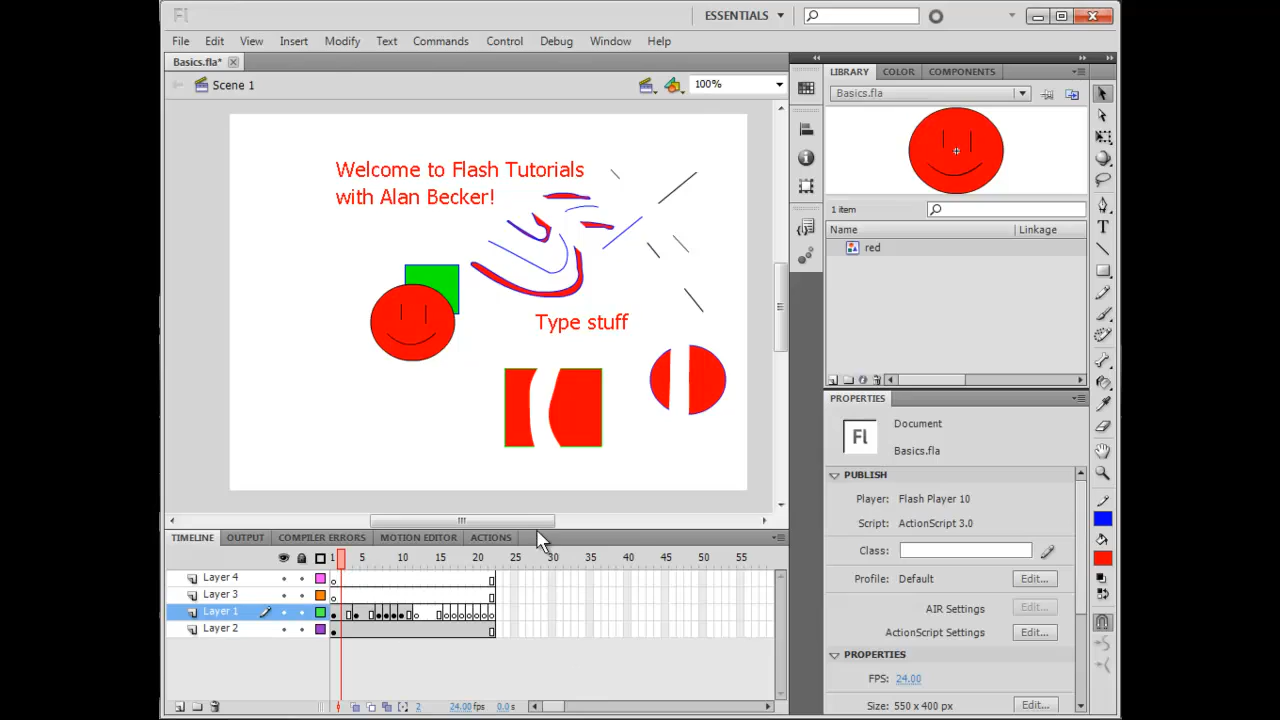 Fl
ESSENTIALS
File Edit View Insert Modify Text Commands Control Debug Window Help
Basics.fla*
Scene 1
100%
Welcome to Flash Tutorials
with Alan Becker!
Type stuff
LIBRARY COLOR COMPONENTS
Basics.fla
1 item
Name Linkage
red
PROPERTIES
Fl
Document
Basics.fla
PUBLISH
Player: Flash Player 10
Script: ActionScript 3.0
Class:
Profile: Default Edit...
AIR Settings Edit...
ActionScript Settings Edit...
PROPERTIES
FPS: 24.00
Size: 550 x 400 px Edit...
TIMELINE OUTPUT COMPILER ERRORS MOTION EDITOR ACTIONS
1 5 10 15 20 25 30 35 40 45 50 55
Layer 4
Layer 3
Layer 1
Layer 2
2 24.00fps 0.0s